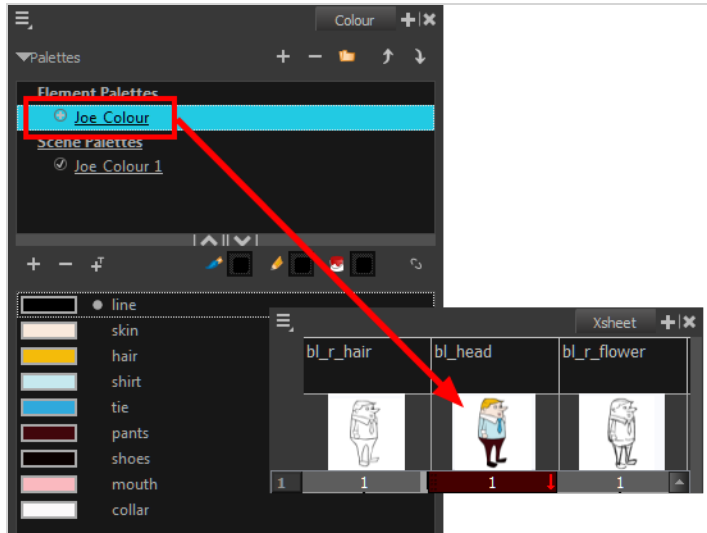 Colour
Palettes
Element Palettes
Joe Colour
Scene Palettes
Joe Colour 1
line
skin
hair
shirt
tie
pants
shoes
mouth
collar
Xsheet
bl_r_hair bl_head bl_r_flower
1 1 1 1